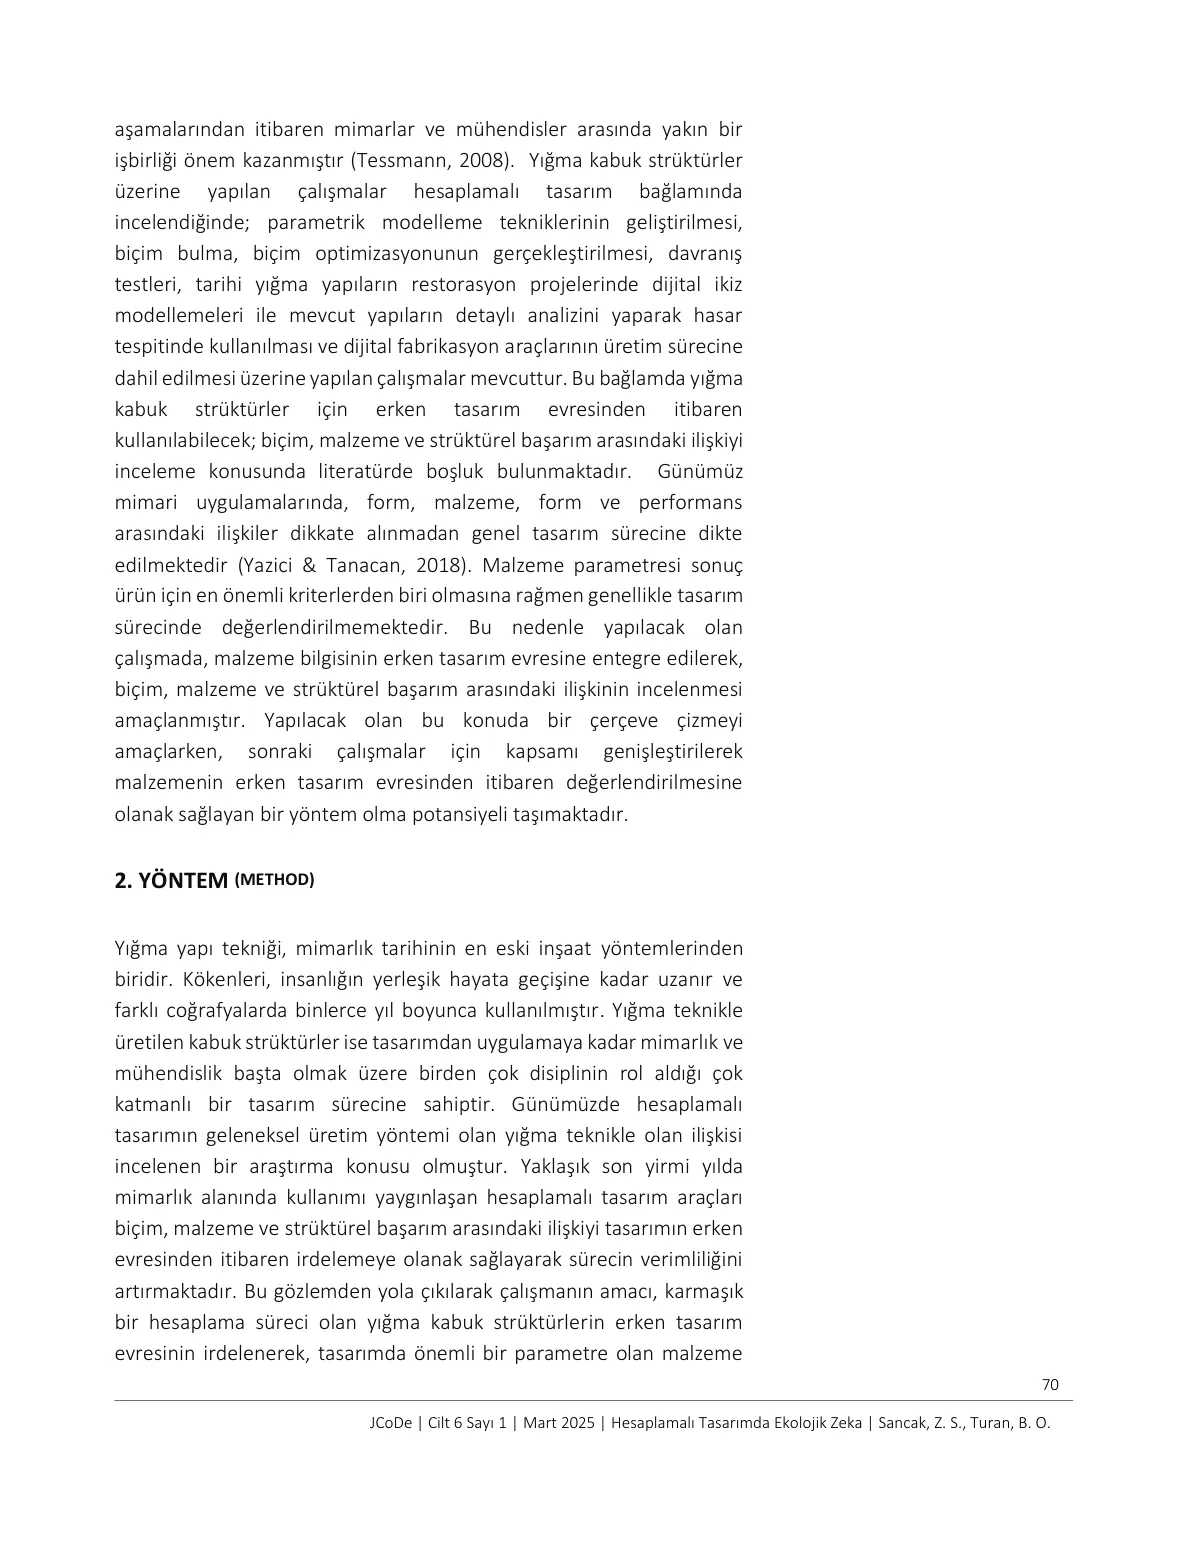 aşamalarından itibaren mimarlar ve mühendisler arasında yakın bir
işbirliği önem kazanmıştır (Tessmann, 2008).  Yığma kabuk strüktürler
üzerine yapılan çalışmalar hesaplamalı tasarım bağlamında
incelendiğinde; parametrik modelleme tekniklerinin geliştirilmesi,
biçim bulma, biçim optimizasyonunun gerçekleştirilmesi, davranış
testleri, tarihi yığma yapıların restorasyon projelerinde dijital ikiz
modellemeleri ile mevcut yapıların detaylı analizini yaparak hasar
tespitinde kullanılması ve dijital fabrikasyon araçlarının üretim sürecine
dahil edilmesi üzerine yapılan çalışmalar mevcuttur. Bu bağlamda yığma
kabuk strüktürler için erken tasarım evresinden itibaren
kullanılabilecek; biçim, malzeme ve strüktürel başarım arasındaki ilişkiyi
inceleme konusunda literatürde boşluk bulunmaktadır.  Günümüz
mimari uygulamalarında, form, malzeme, form ve performans
arasındaki ilişkiler dikkate alınmadan genel tasarım sürecine dikte
edilmektedir (Yazici & Tanacan, 2018). Malzeme parametresi sonuç
ürün için en önemli kriterlerden biri olmasına rağmen genellikle tasarım
sürecinde değerlendirilmemektedir. Bu nedenle yapılacak olan
çalışmada, malzeme bilgisinin erken tasarım evresine entegre edilerek,
biçim, malzeme ve strüktürel başarım arasındaki ilişkinin incelenmesi
amaçlanmıştır. Yapılacak olan bu konuda bir çerçeve çizmeyi
amaçlarken, sonraki çalışmalar için kapsamı genişleştirilerek
malzemenin erken tasarım evresinden itibaren değerlendirilmesine
olanak sağlayan bir yöntem olma potansiyeli taşımaktadır.
2. YÖNTEM (METHOD)
Yığma yapı tekniği, mimarlık tarihinin en eski inşaat yöntemlerinden
biridir. Kökenleri, insanlığın yerleşik hayata geçişine kadar uzanır ve
farklı coğrafyalarda binlerce yıl boyunca kullanılmıştır. Yığma teknikle
üretilen kabuk strüktürler ise tasarımdan uygulamaya kadar mimarlık ve
mühendislik başta olmak üzere birden çok disiplinin rol aldığı çok
katmanlı bir tasarım sürecine sahiptir. Günümüzde hesaplamalı
tasarımın geleneksel üretim yöntemi olan yığma teknikle olan ilişkisi
incelenen bir araştırma konusu olmuştur. Yaklaşık son yirmi yılda
mimarlık alanında kullanımı yaygınlaşan hesaplamalı tasarım araçları
biçim, malzeme ve strüktürel başarım arasındaki ilişkiyi tasarımın erken
evresinden itibaren irdelemeye olanak sağlayarak sürecin verimliliğini
artırmaktadır. Bu gözlemden yola çıkılarak çalışmanın amacı, karmaşık
bir hesaplama süreci olan yığma kabuk strüktürlerin erken tasarım
evresinin irdelenerek, tasarımda önemli bir parametre olan malzeme
70
JCoDe | Cilt 6 Sayı 1 | Mart 2025 | Hesaplamalı Tasarımda Ekolojik Zeka | Sancak, Z. S., Turan, B. O.